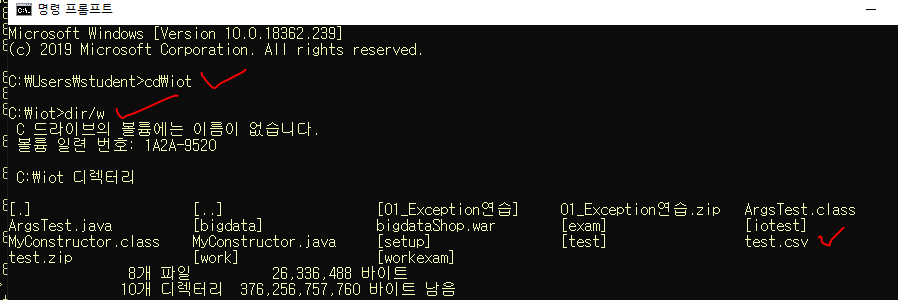 명령 프롬프트
Microsoft Windows [Version 10.0.18362.239]
(c) 2019 Microsoft Corporation. All rights reserved.
C:\Users\student>cd\iot
C:\iot>dir/w
C 드라이브의 볼륨에는 이름이 없습니다.
볼륨 일련 번호: 1A2A-9520
C:\iot 디렉터리
[.] [..] [01_Exception연습] 01_Exception연습.zip ArgsTest.class
ArgsTest.java [bigdata] bigdataShop.war [exam] [iotest]
MyConstructor.class MyConstructor.java [setup] [test] test.csv
test.zip [work] [workexam]
8개 파일 26,336,488 바이트
10개 디렉터리 376,256,757,760 바이트 남음